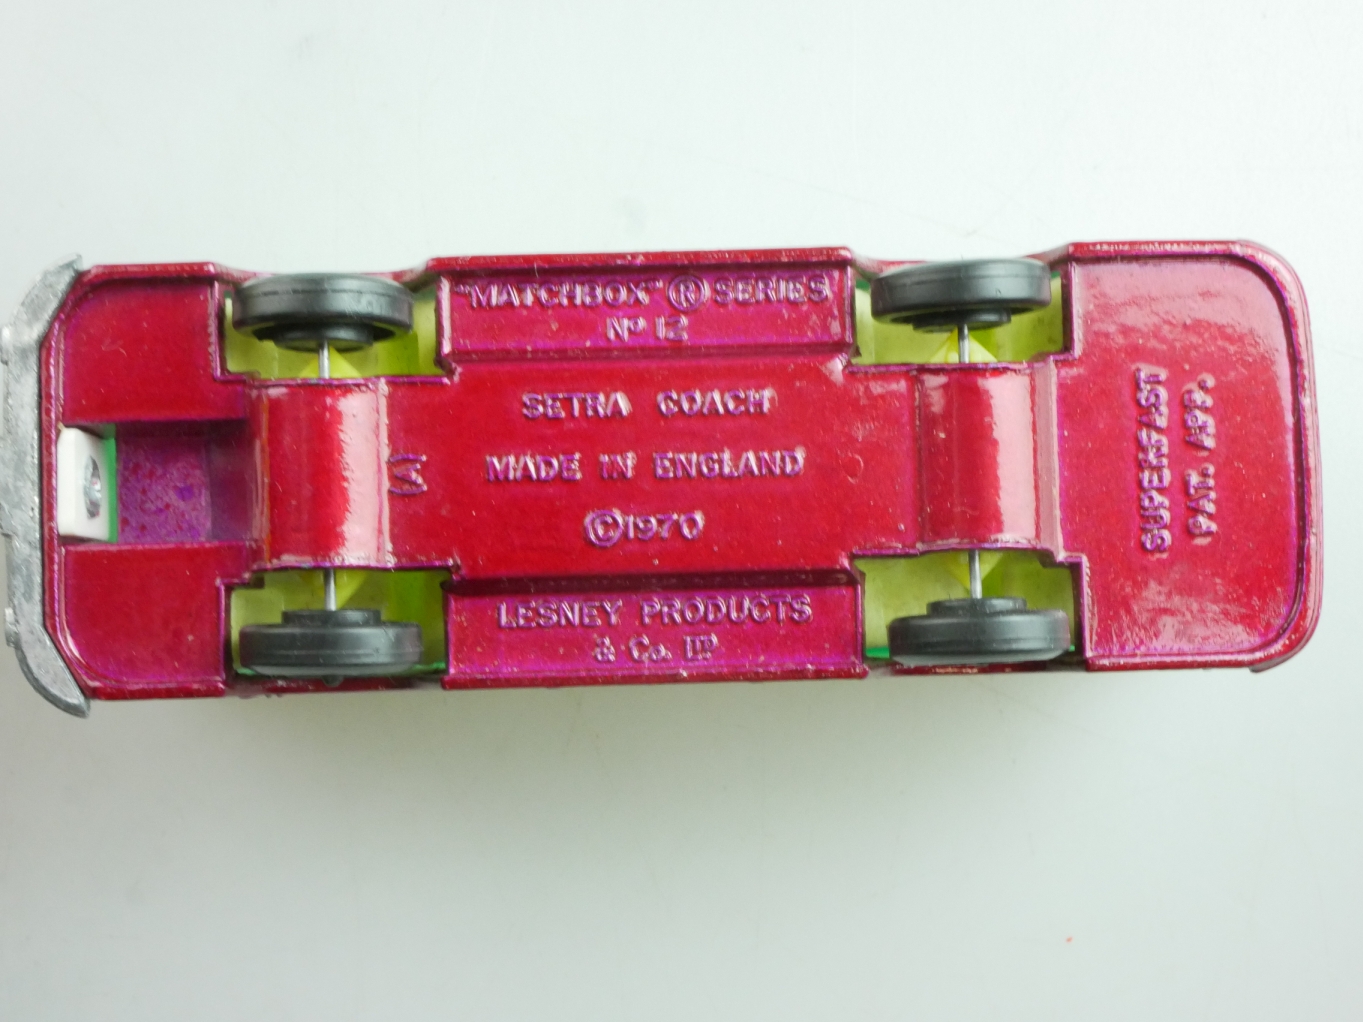 "MATCHBOX" ® SERIES
Nº 12
SETRA COACH
MADE IN ENGLAND
(A)
© 1970
LESNEY PRODUCTS
& Co. LTD
SUPERFAST
PAT. APP.